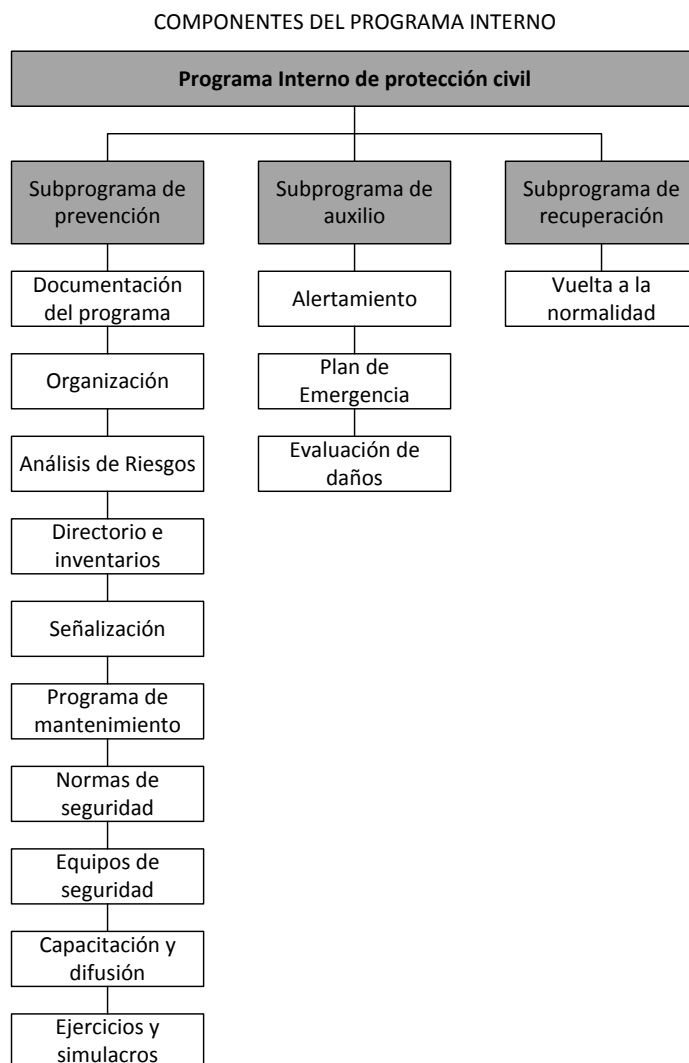 COMPONENTES DEL PROGRAMA INTERNO
Programa Interno de protección civil
Subprograma de
prevención
Subprograma de
auxilio
Subprograma de
recuperación
Documentación
del programa
Alertamiento
Vuelta a la
normalidad
Organización
Plan de
Emergencia
Análisis de Riesgos
Evaluación de
daños
Directorio e
inventarios
Señalización
Programa de
mantenimiento
Normas de
seguridad
Equipos de
seguridad
Capacitación y
difusión
Ejercicios y
simulacros